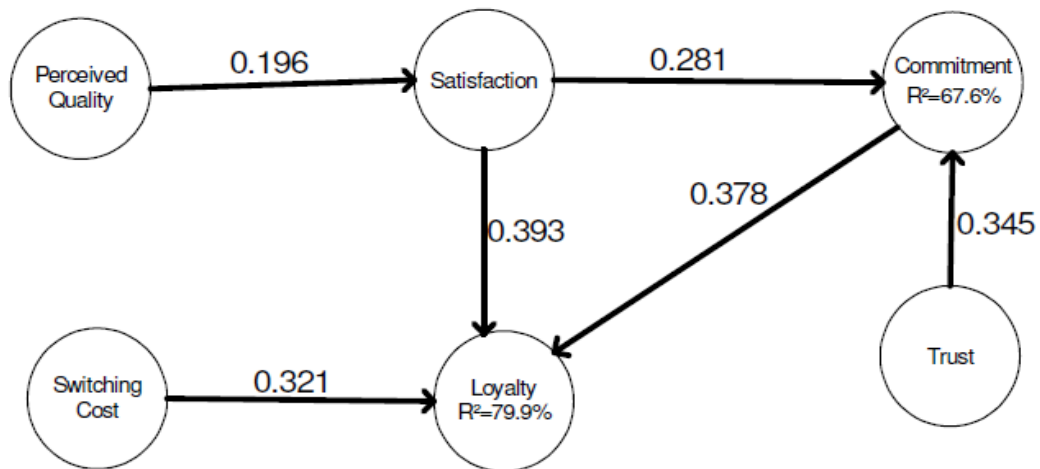 Perceived
Quality
0.196
Satisfaction
0.281
Commitment
R²=67.6%
0.393
0.378
0.345
Switching
Cost
0.321
Loyalty
R²=79.9%
Trust